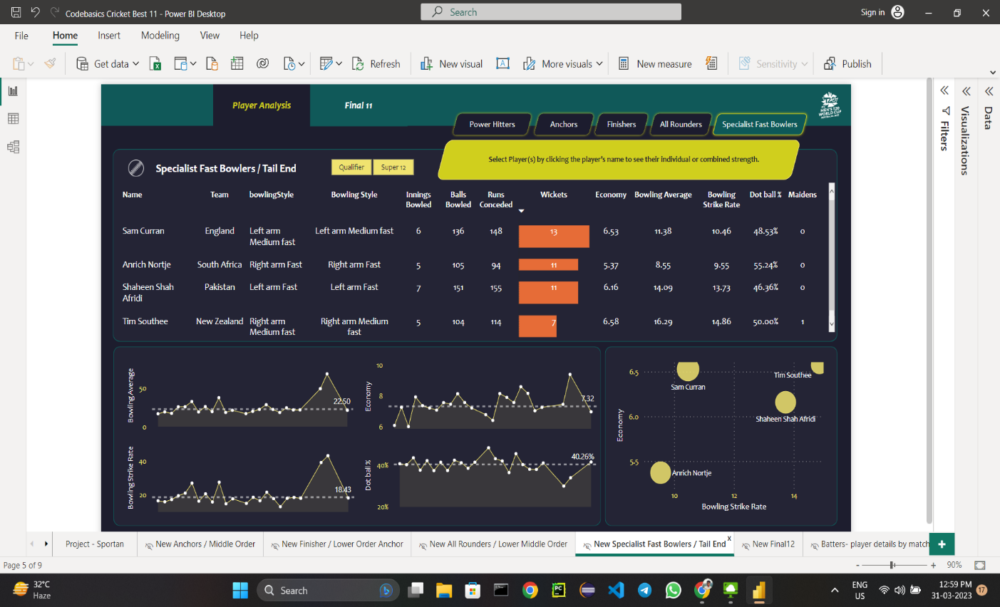 Codebasics Cricket Best 11 - Power BI Desktop
Search
Sign in
File
Home
Insert
Modeling
View
Help
Get data
Refresh
New visual
More visuals
New measure
Sensitivity
Publish
Player Analysis
Final 11
MEN'S T20
WORLD CUP
Power Hitters
Anchors
Finishers
All Rounders
Specialist Fast Bowlers
Select Player(s) by clicking the player's name to see their individual or combined strength.
Specialist Fast Bowlers / Tail End
Qualifier
Super 12
Name Team bowlingStyle Bowling Style Innings Bowled Balls Bowled Runs Conceded Wickets Economy Bowling Average Bowling Strike Rate Dot ball % Maidens
Sam Curran England Left arm Medium fast Left arm Medium fast 6 136 148 13 6.53 11.38 10.46 48.53% 0
Anrich Nortje South Africa Right arm Fast Right arm Fast 5 105 94 11 5.37 8.55 9.55 55.24% 0
Shaheen Shah Afridi Pakistan Left arm Fast Left arm Fast 7 151 155 11 6.16 14.09 13.73 46.36% 0
Tim Southee New Zealand Right arm Medium fast Right arm Medium fast 5 104 114 7 6.58 16.29 14.86 50.00% 1
Bowling Average
50
0
22.50
Economy
10
8
6
7.32
Bowling Strike Rate
40
20
18.43
Dot ball %
40%
20%
40.26%
Economy
6.5
6.0
5.5
Sam Curran
Tim Southee
Shaheen Shah Afridi
Anrich Nortje
10
12
14
Bowling Strike Rate
Filters
Visualizations
Data
Project - Sportan
New Anchors / Middle Order
New Finisher / Lower Order Anchor
New All Rounders / Lower Middle Order
New Specialist Fast Bowlers / Tail End
x
New Final12
Batters- player details by match
Page 5 of 9
- + 90%
32°C
Haze
Search
PC
ENG
US
12:59 PM
31-03-2023
17